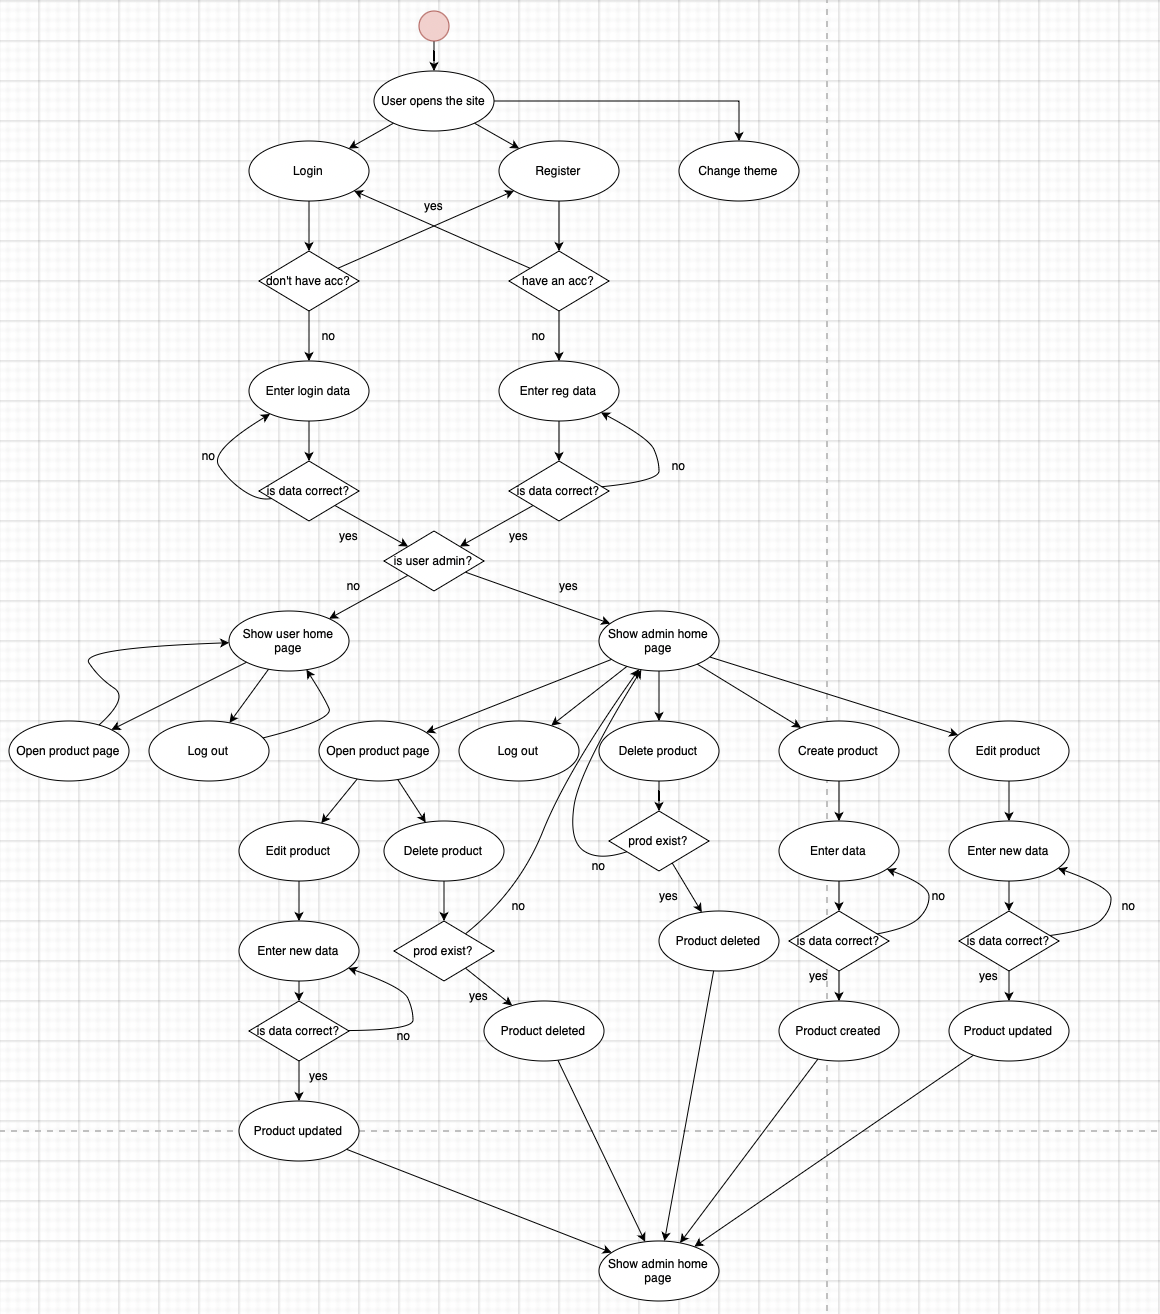 User opens the site
Login
Register
Change theme
yes
don't have acc?
have an acc?
no
no
Enter login data
Enter reg data
no
no
is data correct?
is data correct?
yes
yes
is user admin?
no
yes
Show user home
page
Show admin home
page
Open product page
Log out
Open product page
Log out
Delete product
Create product
Edit product
prod exist?
Edit product
Delete product
Enter data
Enter new data
no
yes
no
no
no
Product deleted
is data correct?
is data correct?
Enter new data
prod exist?
yes
yes
yes
is data correct?
no
Product deleted
Product created
Product updated
yes
Product updated
Show admin home
page